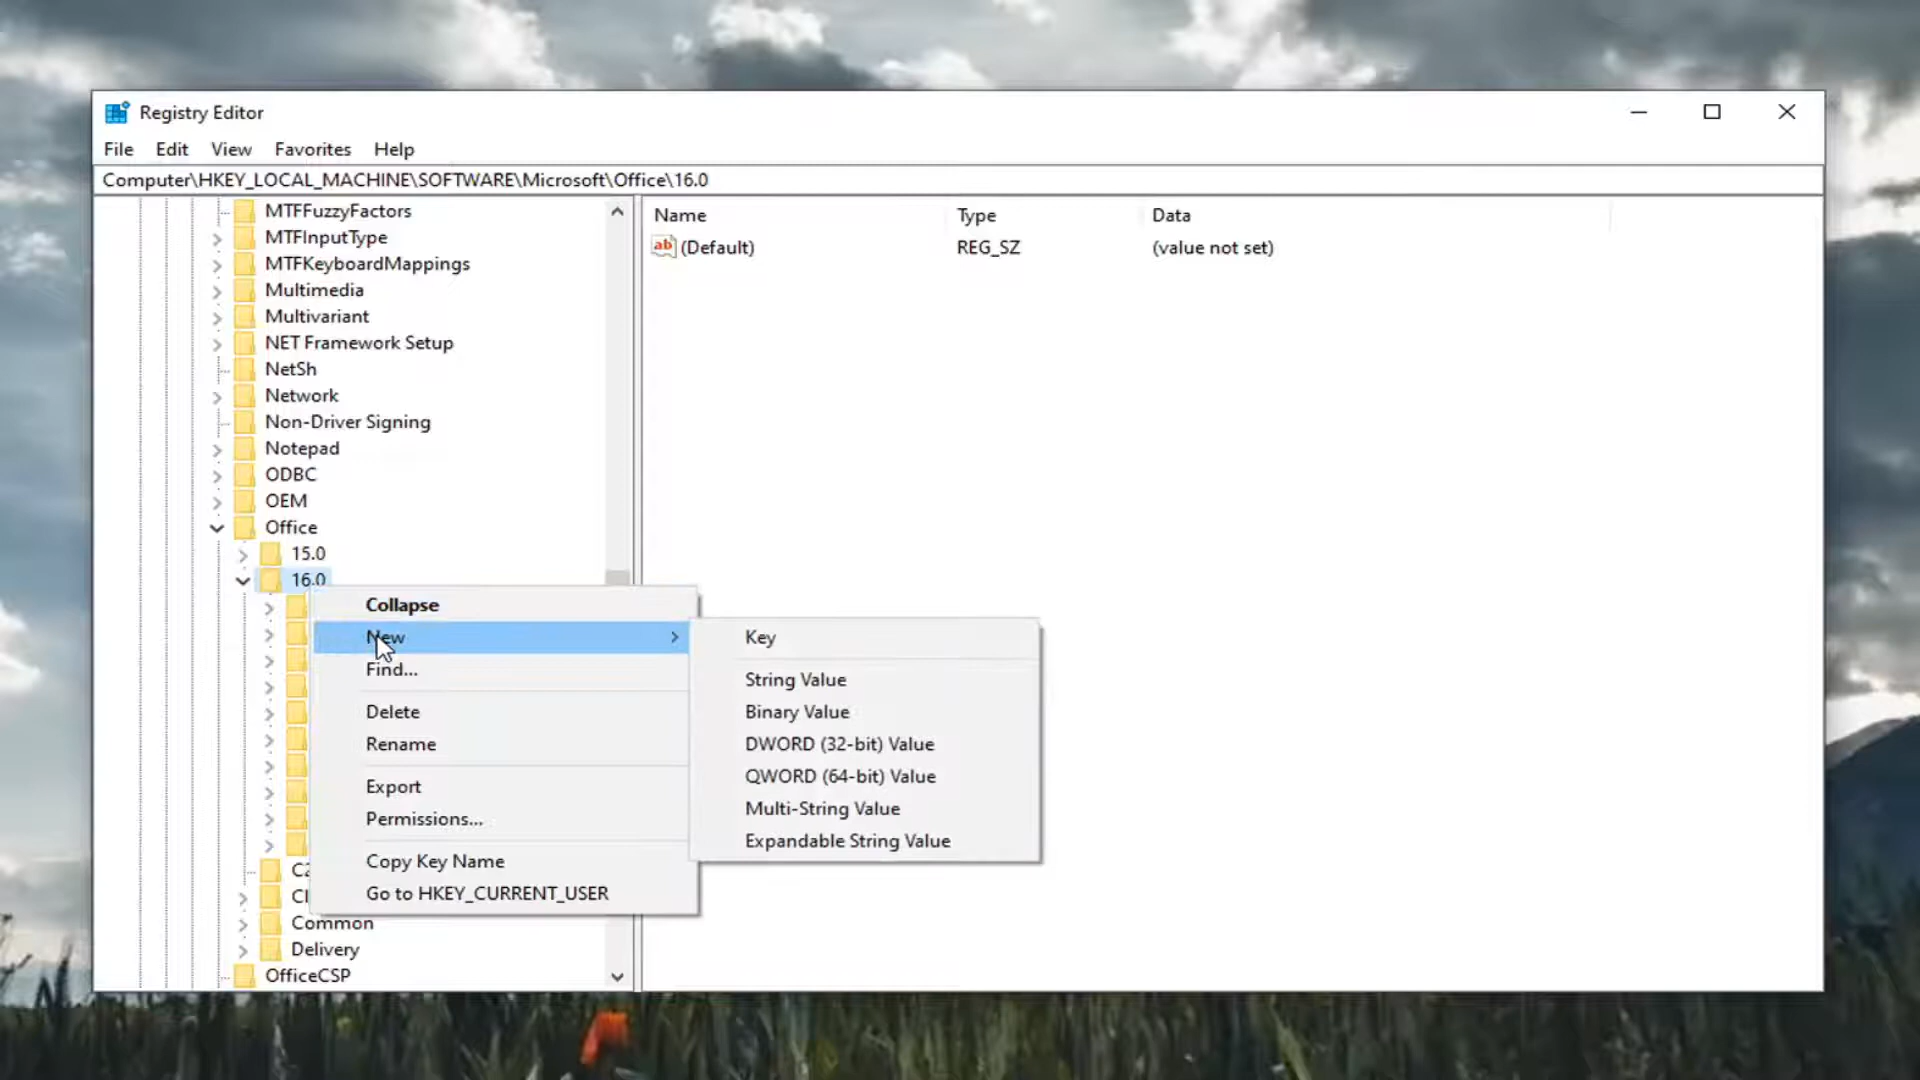 Registry Editor
File Edit View Favorites Help
Computer\HKEY_LOCAL_MACHINE\SOFTWARE\Microsoft\Office\16.0
MTFFuzzyFactors
MTFInputType
MTFKeyboardMappings
Multimedia
Multivariant
NET Framework Setup
NetSh
Network
Non-Driver Signing
Notepad
ODBC
OEM
Office
15.0
16.0
C2
Cl
Common
Delivery
OfficeCSP
Name Type Data
ab (Default) REG_SZ (value not set)
Collapse
New
Find...
Delete
Rename
Export
Permissions...
Copy Key Name
Go to HKEY_CURRENT_USER
Key
String Value
Binary Value
DWORD (32-bit) Value
QWORD (64-bit) Value
Multi-String Value
Expandable String Value